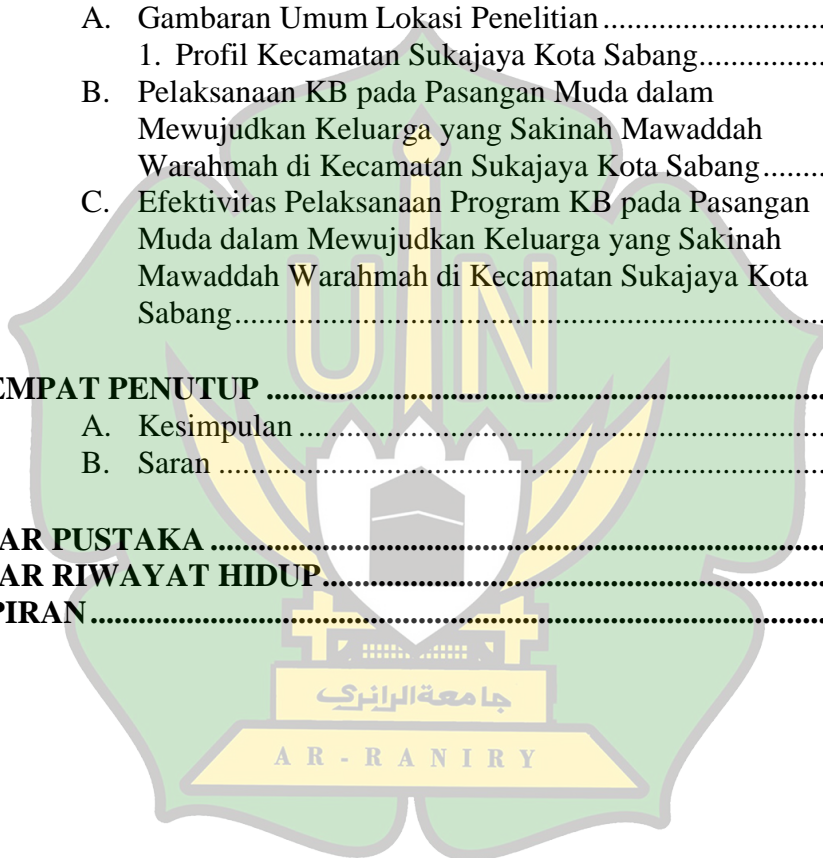 A. Gambaran Umum Lokasi Penelitian ............................
1. Profil Kecamatan Sukajaya Kota Sabang................
B. Pelaksanaan KB pada Pasangan Muda dalam
Mewujudkan Keluarga yang Sakinah Mawaddah
Warahmah di Kecamatan Sukajaya Kota Sabang........
C. Efektivitas Pelaksanaan Program KB pada Pasangan
Muda dalam Mewujudkan Keluarga yang Sakinah
Mawaddah Warahmah di Kecamatan Sukajaya Kota
Sabang..........................................................................
EMPAT PENUTUP ......................................................................
A. Kesimpulan ..................................................................
B. Saran ............................................................................
AR PUSTAKA .............................................................................
AR RIWAYAT HIDUP...............................................................
PIRAN............................................................................................
UIN
جامعة الرانري
AR-RANIRY